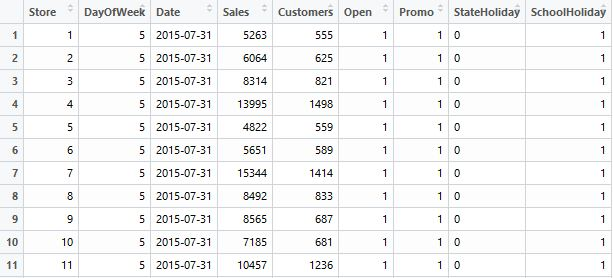 Store DayOfWeek Date Sales Customers Open Promo StateHoliday SchoolHoliday
1 1 5 2015-07-31 5263 555 1 1 0 1
2 2 5 2015-07-31 6064 625 1 1 0 1
3 3 5 2015-07-31 8314 821 1 1 0 1
4 4 5 2015-07-31 13995 1498 1 1 0 1
5 5 5 2015-07-31 4822 559 1 1 0 1
6 6 5 2015-07-31 5651 589 1 1 0 1
7 7 5 2015-07-31 15344 1414 1 1 0 1
8 8 5 2015-07-31 8492 833 1 1 0 1
9 9 5 2015-07-31 8565 687 1 1 0 1
10 10 5 2015-07-31 7185 681 1 1 0 1
11 11 5 2015-07-31 10457 1236 1 1 0 1